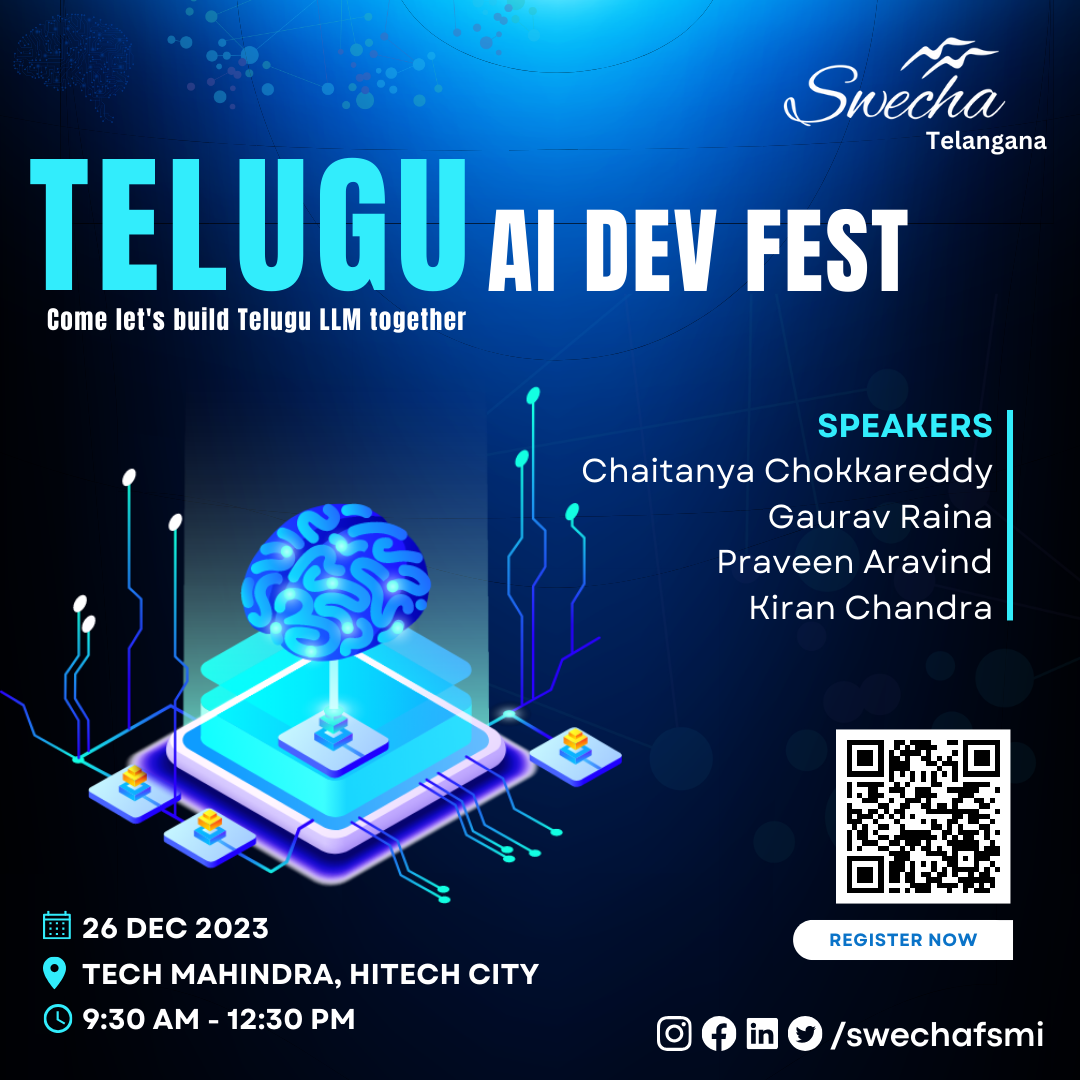 Swecha
Telangana
TELUGU AI DEV FEST
Come let's build Telugu LLM together
SPEAKERS
Chaitanya Chokkareddy
Gaurav Raina
Praveen Aravind
Kiran Chandra
REGISTER NOW
26 DEC 2023
TECH MAHINDRA, HITECH CITY
9:30 AM - 12:30 PM
/swechafsmi